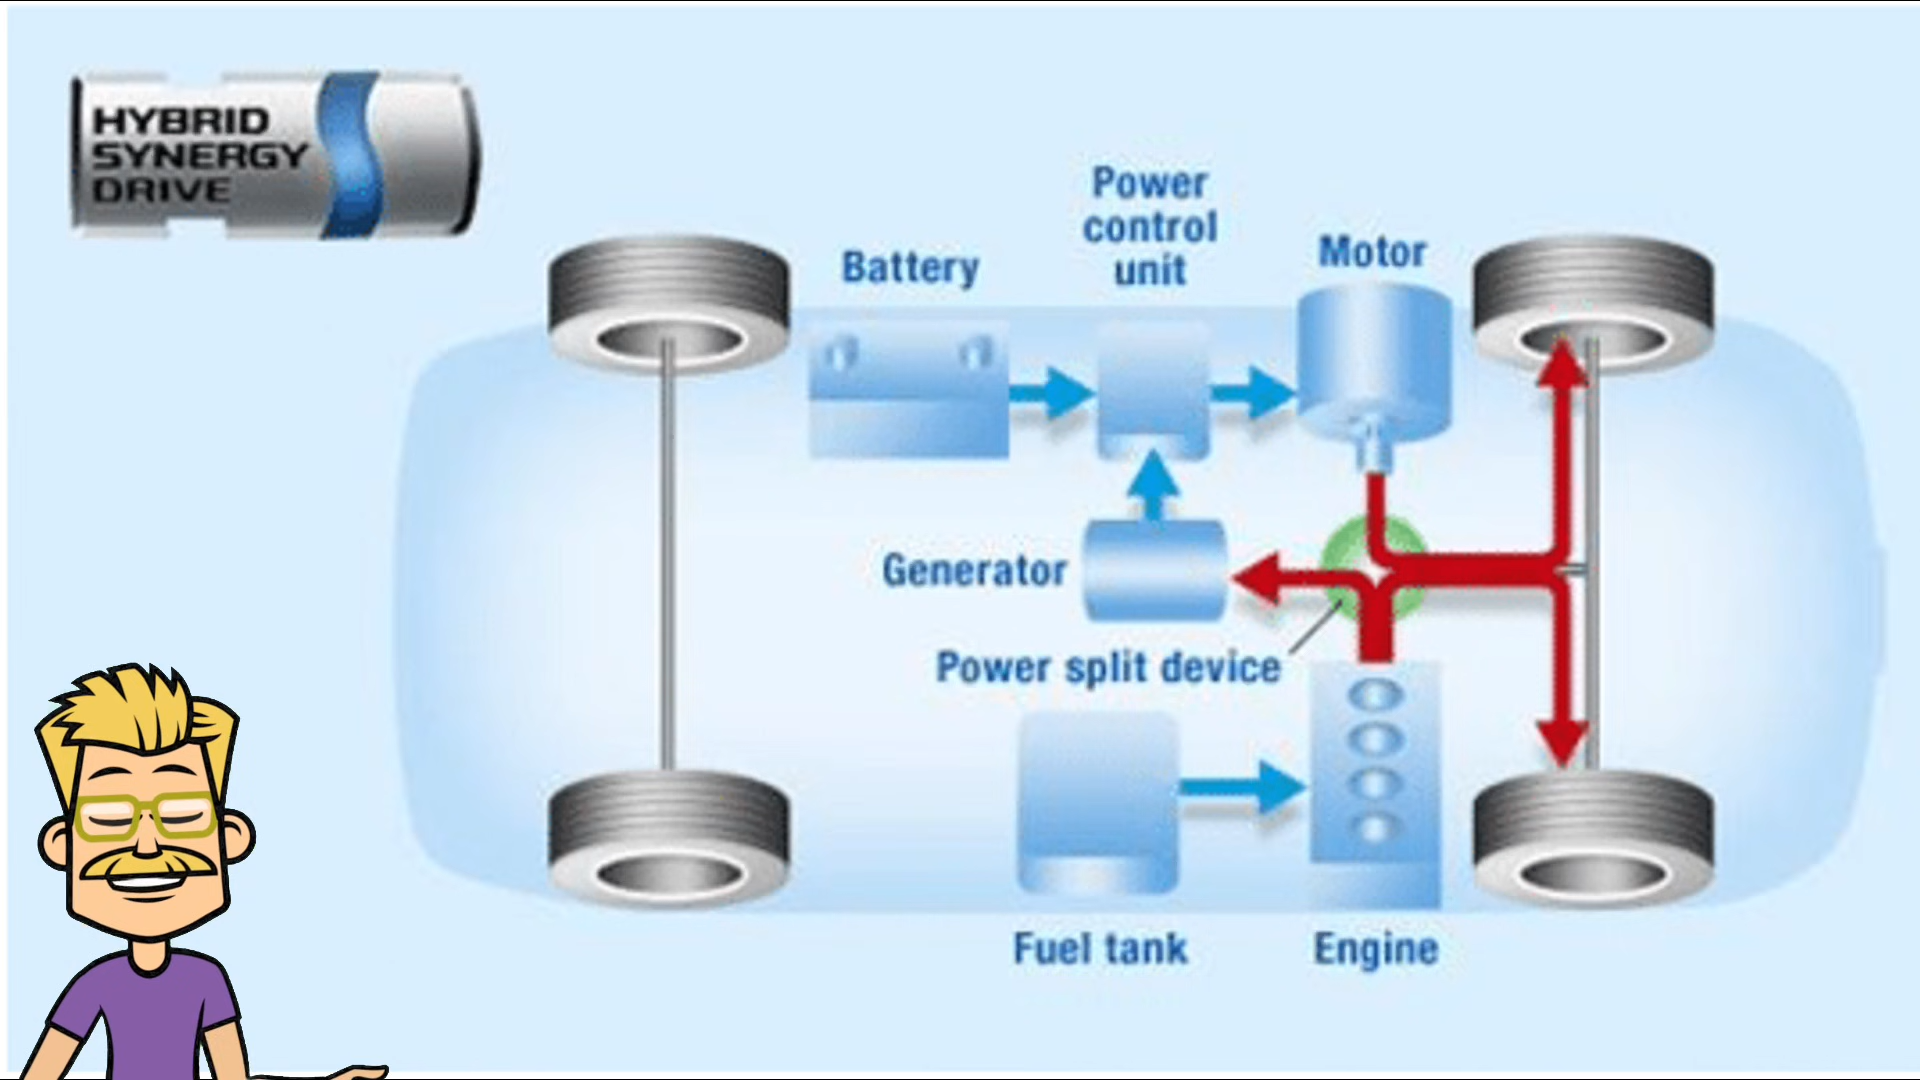 HYBRID
SYNERGY
DRIVE
Power
control
unit
Battery
Motor
Generator
Power split device
Fuel tank
Engine